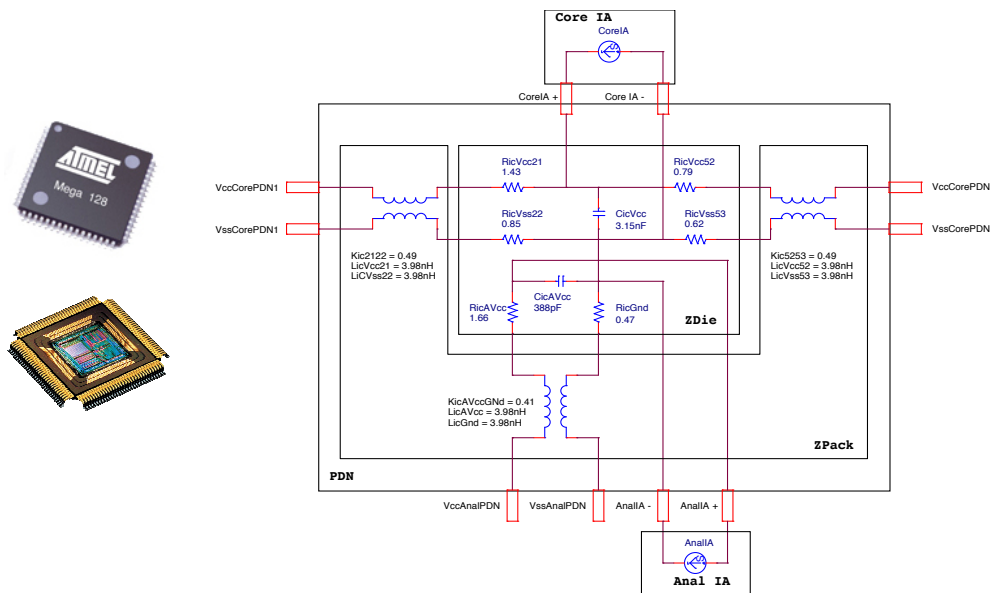 Core IA
CoreIA
CoreIA +
Core IA -
ATMEL
Mega 128
RicVcc21
1.43
RicVcc52
0.79
VccCorePDN1
VccCorePDN
RicVss22
0.85
CicVcc
3.15nF
RicVss53
0.62
VssCorePDN1
VssCorePDN
Kic2122 = 0.49
LicVcc21 = 3.98nH
LiCVss22 = 3.98nH
Kic5253 = 0.49
LicVcc52 = 3.98nH
LicVss53 = 3.98nH
CicAVcc
388pF
RicAVcc
1.66
RicGnd
0.47
ZDie
KicAVccGNd = 0.41
LicAVcc = 3.98nH
LicGnd = 3.98nH
ZPack
PDN
VccAnalPDN
VssAnalPDN
AnalIA -
AnalIA +
AnalIA
Anal IA